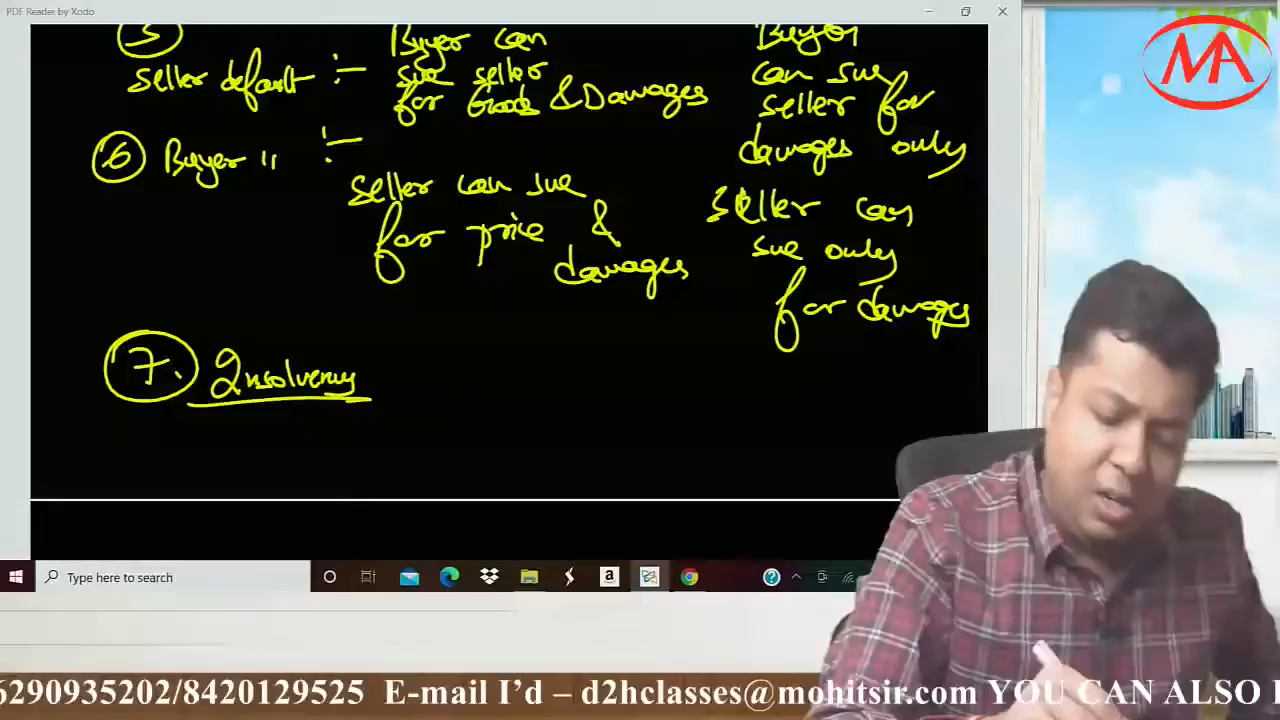 PDF Reader by Xodo
5
seller default :- Buyer can
sue seller
for Goods & Damages
Buyer
can sue
seller for
damages only
6 Buyer " :-
seller can sue
for price &
damages
seller can
sue only
for damages
7. Insolvency
MA
Type here to search
6290935202/8420129525 E-mail I'd – d2hclasses@mohitsir.com YOU CAN ALSO